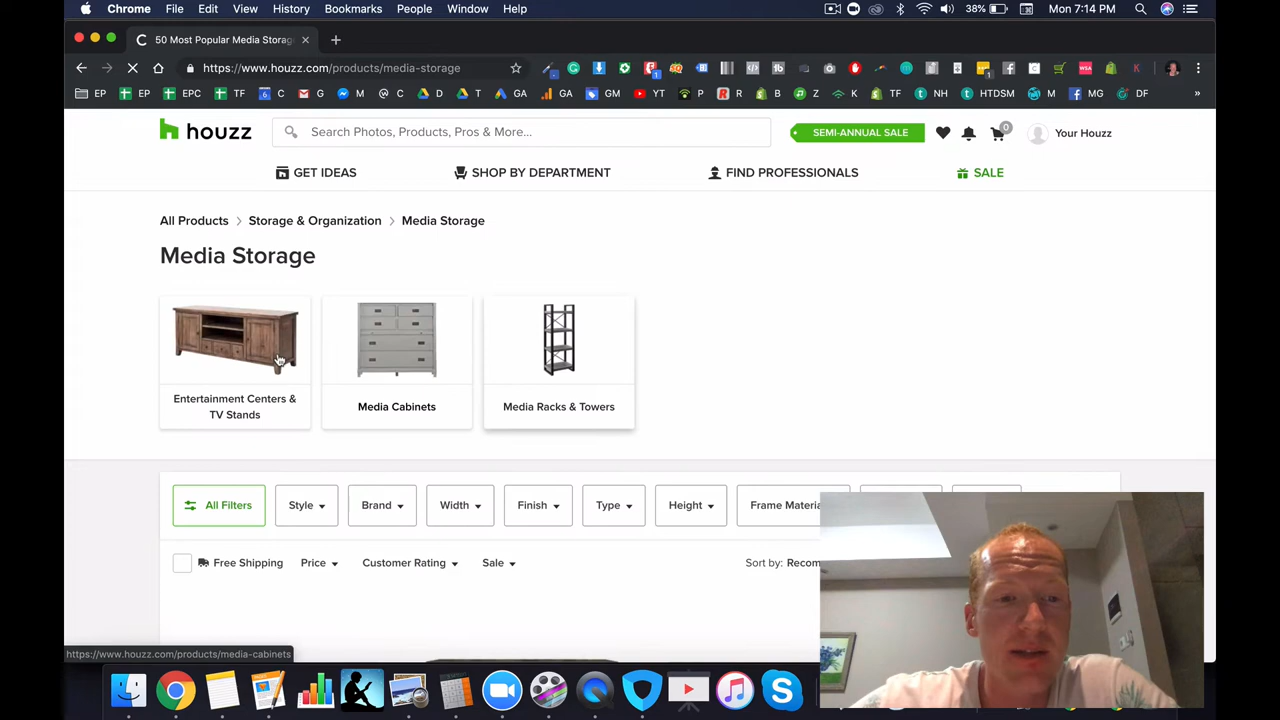 Chrome File Edit View History Bookmarks People Window Help 38% Mon 7:14 PM
50 Most Popular Media Storag
https://www.houzz.com/products/media-storage
EP EP EPC TF C G M C D T GA GA GM YT P R B Z K TF NH HTDSM M MG DF »
houzz Search Photos, Products, Pros & More... SEMI-ANNUAL SALE 0 Your Houzz
GET IDEAS SHOP BY DEPARTMENT FIND PROFESSIONALS SALE
All Products > Storage & Organization > Media Storage
Media Storage
Entertainment Centers &
TV Stands
Media Cabinets
Media Racks & Towers
All Filters Style Brand Width Finish Type Height Frame Materia
Free Shipping Price Customer Rating Sale Sort by: Recom
https://www.houzz.com/products/media-cabinets